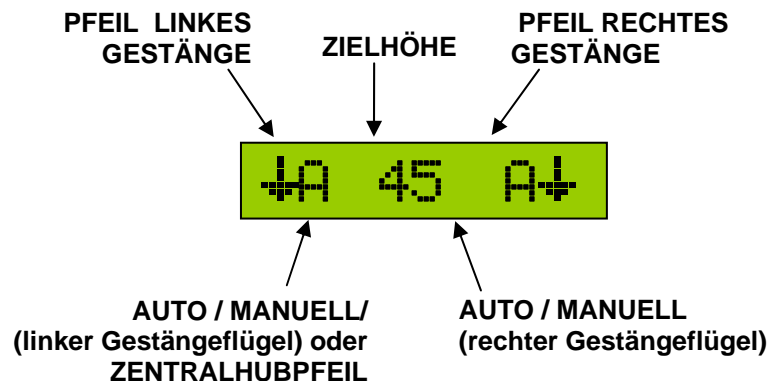 PFEIL LINKES
GESTÄNGE
ZIELHÖHE
PFEIL RECHTES
GESTÄNGE
A 45 A
AUTO / MANUELL/
(linker Gestängeflügel) oder
ZENTRALHUBPFEIL
AUTO / MANUELL
(rechter Gestängeflügel)